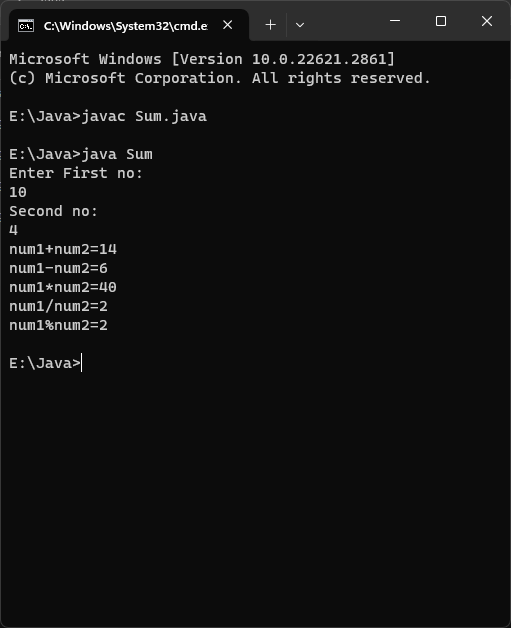 C:\Windows\System32\cmd.e
Microsoft Windows [Version 10.0.22621.2861]
(c) Microsoft Corporation. All rights reserved.
E:\Java>javac Sum.java
E:\Java>java Sum
Enter First no:
10
Second no:
4
num1+num2=14
num1-num2=6
num1*num2=40
num1/num2=2
num1%num2=2
E:\Java>